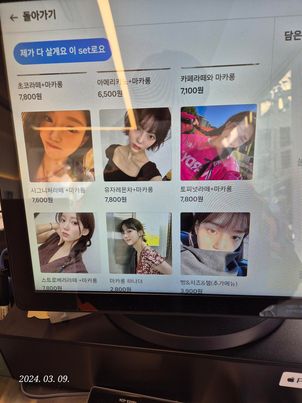 ← 돌아가기
담은
제가 다 살게요 이 set로요
초코라떼+마카롱
7,800원
아메리카노+마카롱
6,500원
카페라떼와 마카롱
7,100원
시그니처라떼+마카롱
7,600원
유자레몬차+마카롱
7,800원
토피넛라떼+마카롱
7,800원
스트로베리라떼+마카롱
7,800원
마카롱 하나더
2,800원
빵&치즈&햄(추가메뉴)
3,900원
2024. 03. 09.